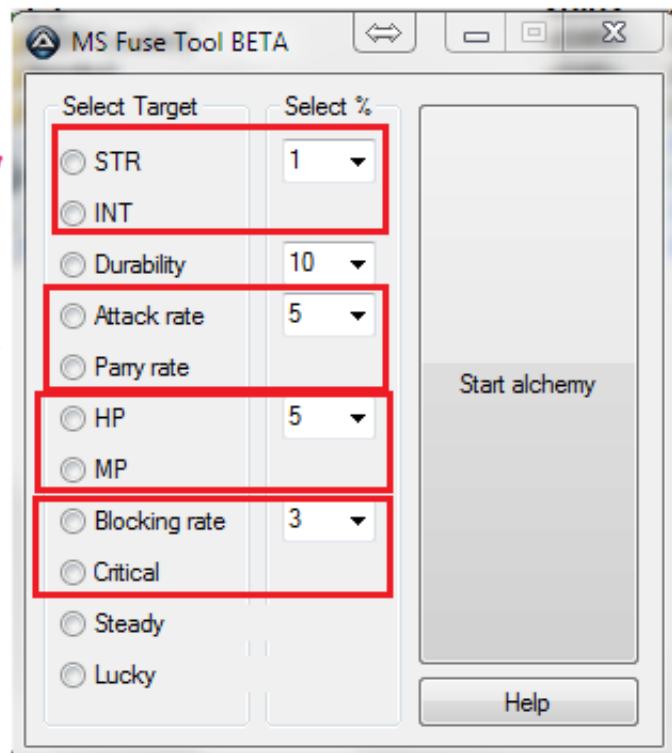 MS Fuse Tool BETA
Select Target Select %
STR 1
INT
Durability 10
Attack rate 5
Parry rate
HP 5
MP
Blocking rate 3
Critical
Steady
Lucky
Start alchemy
Help